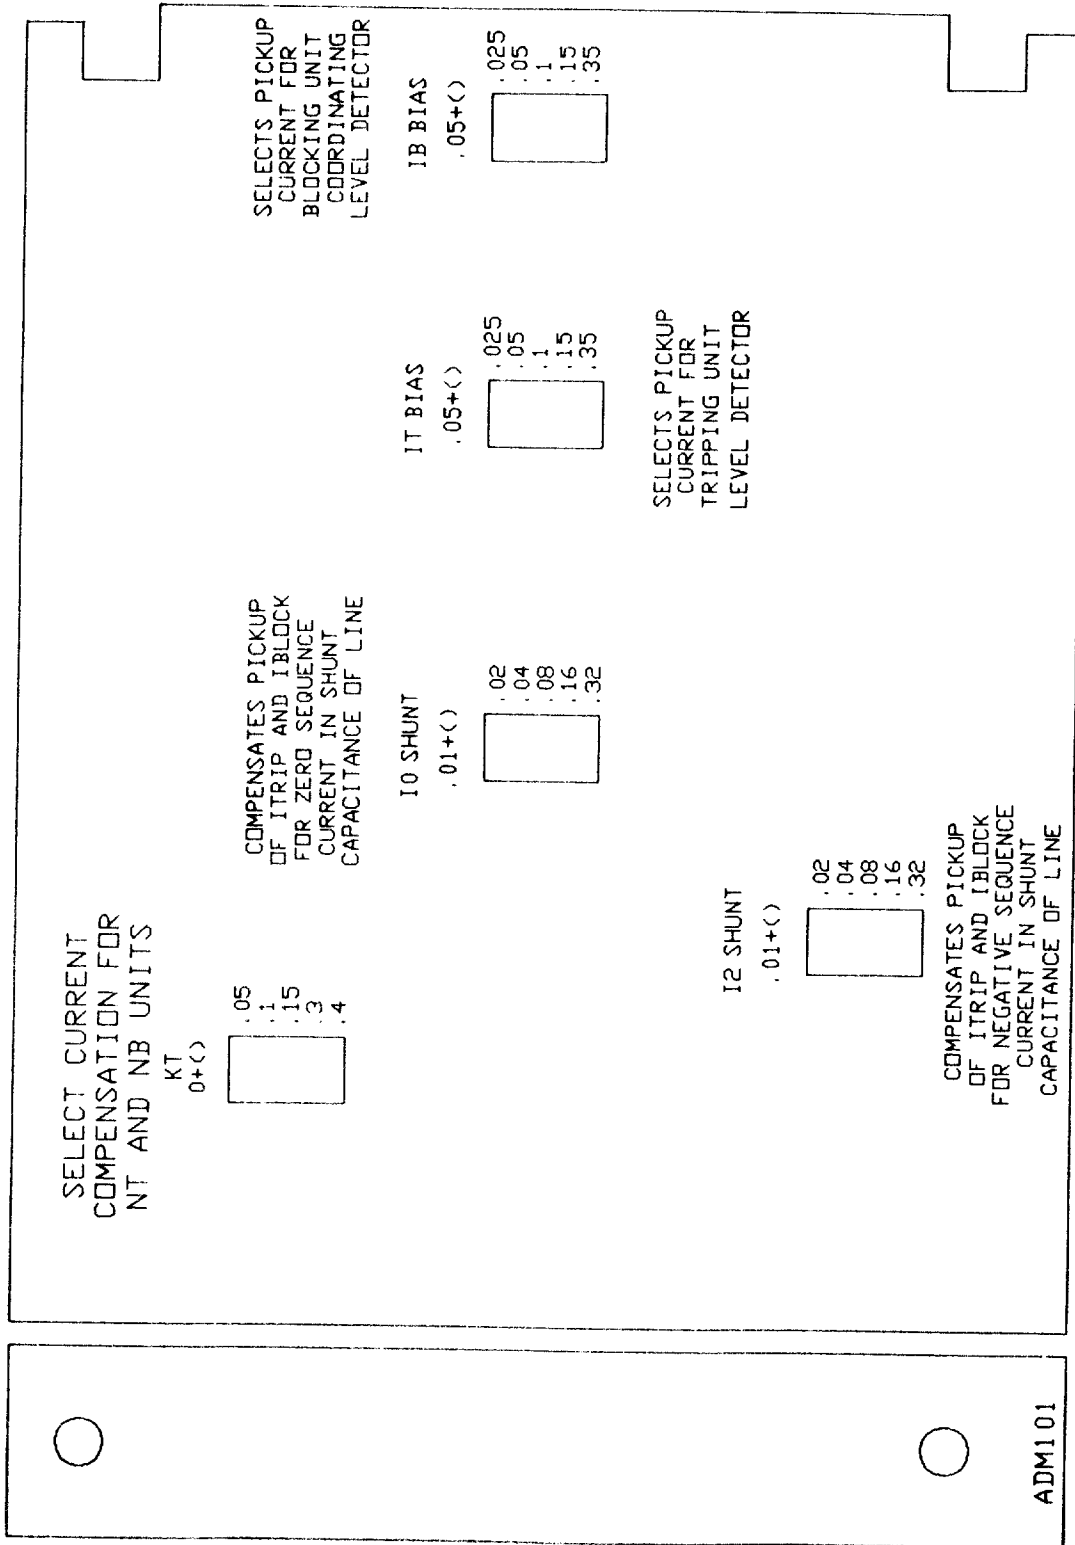 SELECT CURRENT
COMPENSATION FOR
NT AND NB UNITS
KT
0+()
.05
.1
.15
.3
.4
COMPENSATES PICKUP
OF ITRIP AND IBLOCK
FOR ZERO SEQUENCE
CURRENT IN SHUNT
CAPACITANCE OF LINE
I0 SHUNT
.01+()
.02
.04
.08
.16
.32
SELECTS PICKUP
CURRENT FOR
BLOCKING UNIT
COORDINATING
LEVEL DETECTOR
IB BIAS
.05+()
.025
.05
.1
.15
.35
IT BIAS
.05+()
.025
.05
.1
.15
.35
SELECTS PICKUP
CURRENT FOR
TRIPPING UNIT
LEVEL DETECTOR
I2 SHUNT
.01+()
.02
.04
.08
.16
.32
COMPENSATES PICKUP
OF ITRIP AND IBLOCK
FOR NEGATIVE SEQUENCE
CURRENT IN SHUNT
CAPACITANCE OF LINE
ADM101